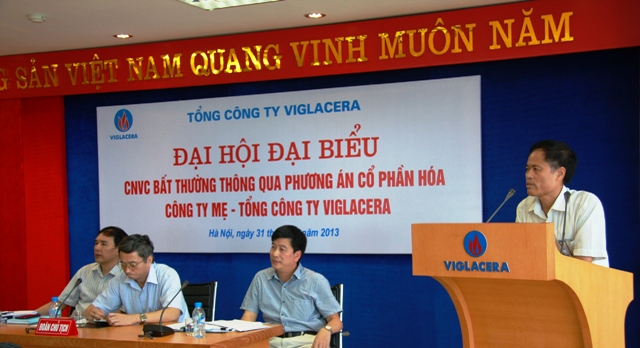 G SẢN VIỆT NAM QUANG VINH MUÔN NĂM
VIGLACERA
TỔNG CÔNG TY VIGLACERA
ĐẠI HỘI ĐẠI BIỂU
CNVC BẤT THƯỜNG THÔNG QUA PHƯƠNG ÁN CỔ PHẦN HÓA
CÔNG TY MẸ - TỔNG CÔNG TY VIGLACERA
Hà Nội, ngày 31 năm 2013
VIGLACERA
ĐOÀN CHỦ TỊCH